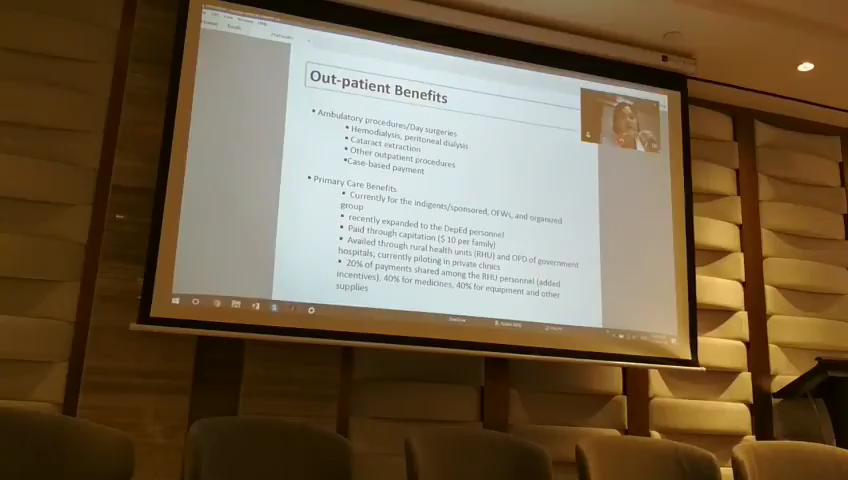 Out-patient Benefits
• Ambulatory procedures/Day surgeries
• Hemodialysis, peritoneal dialysis
• Cataract extraction
• Other outpatient procedures
•Case-based payment
• Primary Care Benefits
• Currently for the indigents/sponsored, OFWs, and organized
group
• recently expanded to the DepEd personnel
• Paid through capitation ($ 10 per family)
• Availed through rural health units (RHU) and OPD of government
hospitals; currently piloting in private clinics
• 20% of payments shared among the RHU personnel (added
incentives), 40% for medicines, 40% for equipment and other
supplies